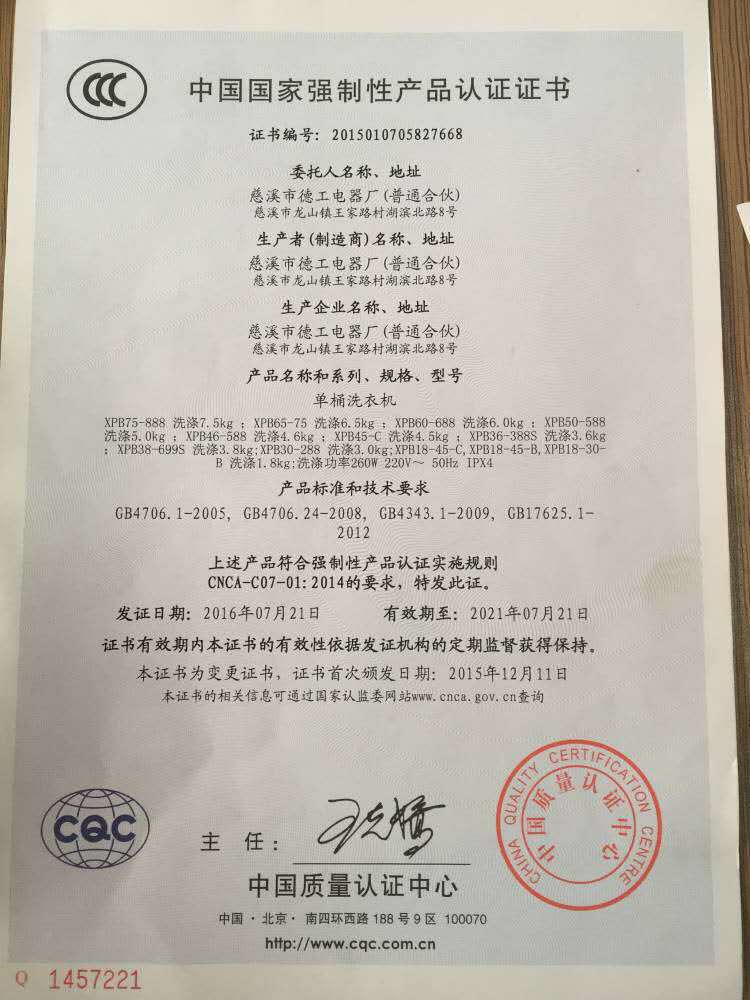 CCC
中国国家强制性产品认证证书
证书编号: 2015010705827668
委托人名称、地址
慈溪市德工电器厂(普通合伙)
慈溪市龙山镇王家路村湖滨北路8号
生产者(制造商)名称、地址
慈溪市德工电器厂(普通合伙)
慈溪市龙山镇王家路村湖滨北路8号
生产企业名称、地址
慈溪市德工电器厂(普通合伙)
慈溪市龙山镇王家路村湖滨北路8号
产品名称和系列、规格、型号
单桶洗衣机
XPB75-888 洗涤7.5kg ; XPB65-75 洗涤6.5kg ; XPB60-688 洗涤6.0kg ; XPB50-588
洗涤5.0kg ; XPB46-588 洗涤4.6kg ; XPB45-C 洗涤4.5kg ; XPB36-388S 洗涤3.6kg
; XPB38-699S 洗涤3.8kg;XPB30-288 洗涤3.0kg;XPB18-45-C,XPB18-45-B,XPB18-30-
B 洗涤1.8kg;洗涤功率260W 220V～ 50Hz IPX4
产品标准和技术要求
GB4706.1-2005, GB4706.24-2008, GB4343.1-2009, GB17625.1-
2012
上述产品符合强制性产品认证实施规则
CNCA-C07-01:2014的要求，特发此证。
发证日期: 2016年07月21日 有效期至: 2021年07月21日
证书有效期内本证书的有效性依据发证机构的定期监督获得保持。
本证书为变更证书，证书首次颁发日期: 2015年12月11日
本证书的相关信息可通过国家认监委网站www.cnca.gov.cn查询
CQC
主 任:
CHINA QUALITY CERTIFICATION CENTRE
中国质量认证中心
中国质量认证中心
中国·北京· 南四环西路 188 号 9 区 100070
http://www.cqc.com.cn
Q 1457221